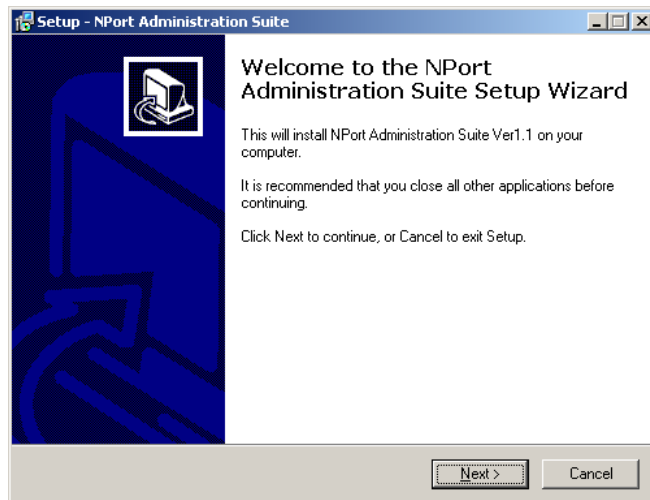 Setup - NPort Administration Suite
Welcome to the NPort
Administration Suite Setup Wizard
This will install NPort Administration Suite Ver1.1 on your
computer.
It is recommended that you close all other applications before
continuing.
Click Next to continue, or Cancel to exit Setup.
Next >
Cancel